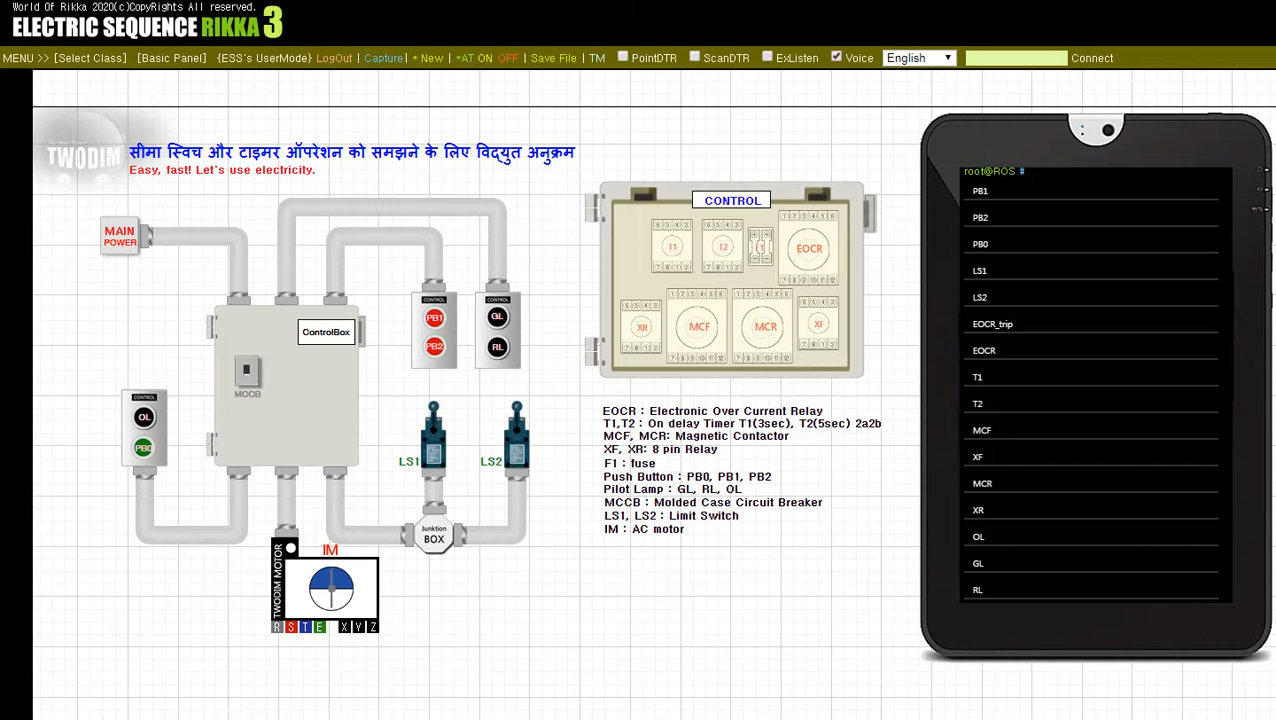 World Of Rikka 2020(c)CopyRights All reserved.
ELECTRIC SEQUENCE RIKKA 3
MENU >> [Select Class] [Basic Panel] {ESS's UserMode} LogOut | Capture | * New | *AT ON OFF | Save File | TM PointDTR ScanDTR ExListen Voice English Connect
TWODIM
सीमा स्विच और टाइमर ऑपरेशन को समझने के लिए विद्युत अनुक्रम
Easy, fast! Let's use electricity.
MAIN
POWER
ControlBox
MCCB
CONTROL
PB1
PB2
CONTROL
GL
RL
CONTROL
OL
PB0
LS1
LS2
Junktion
BOX
IM
TWODIM MOTOR
R S T E X Y Z
CONTROL
T1 T2 F1 EOCR
XR MCF MCR XF
EOCR : Electronic Over Current Relay
T1,T2 : On delay Timer T1(3sec), T2(5sec) 2a2b
MCF, MCR: Magnetic Contactor
XF, XR: 8 pin Relay
F1 : fuse
Push Button : PB0, PB1, PB2
Pilot Lamp : GL, RL, OL
MCCB : Molded Case Circuit Breaker
LS1, LS2 : Limit Switch
IM : AC motor
root@ROS #
PB1
PB2
PB0
LS1
LS2
EOCR_trip
EOCR
T1
T2
MCF
XF
MCR
XR
OL
GL
RL